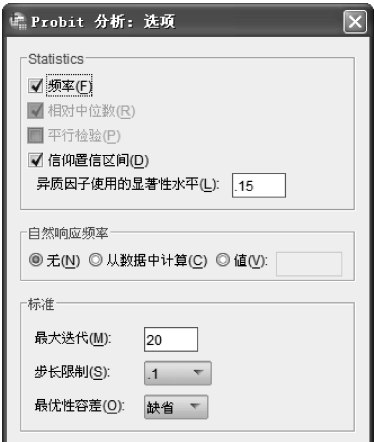 Probit 分析: 选项
Statistics
频率(F)
相对中位数(R)
平行检验(P)
信仰置信区间(D)
异质因子使用的显著性水平(L): .15
自然响应频率
无(N) 从数据中计算(C) 值(V):
标准
最大迭代(M): 20
步长限制(S): .1
最优性容差(O): 缺省